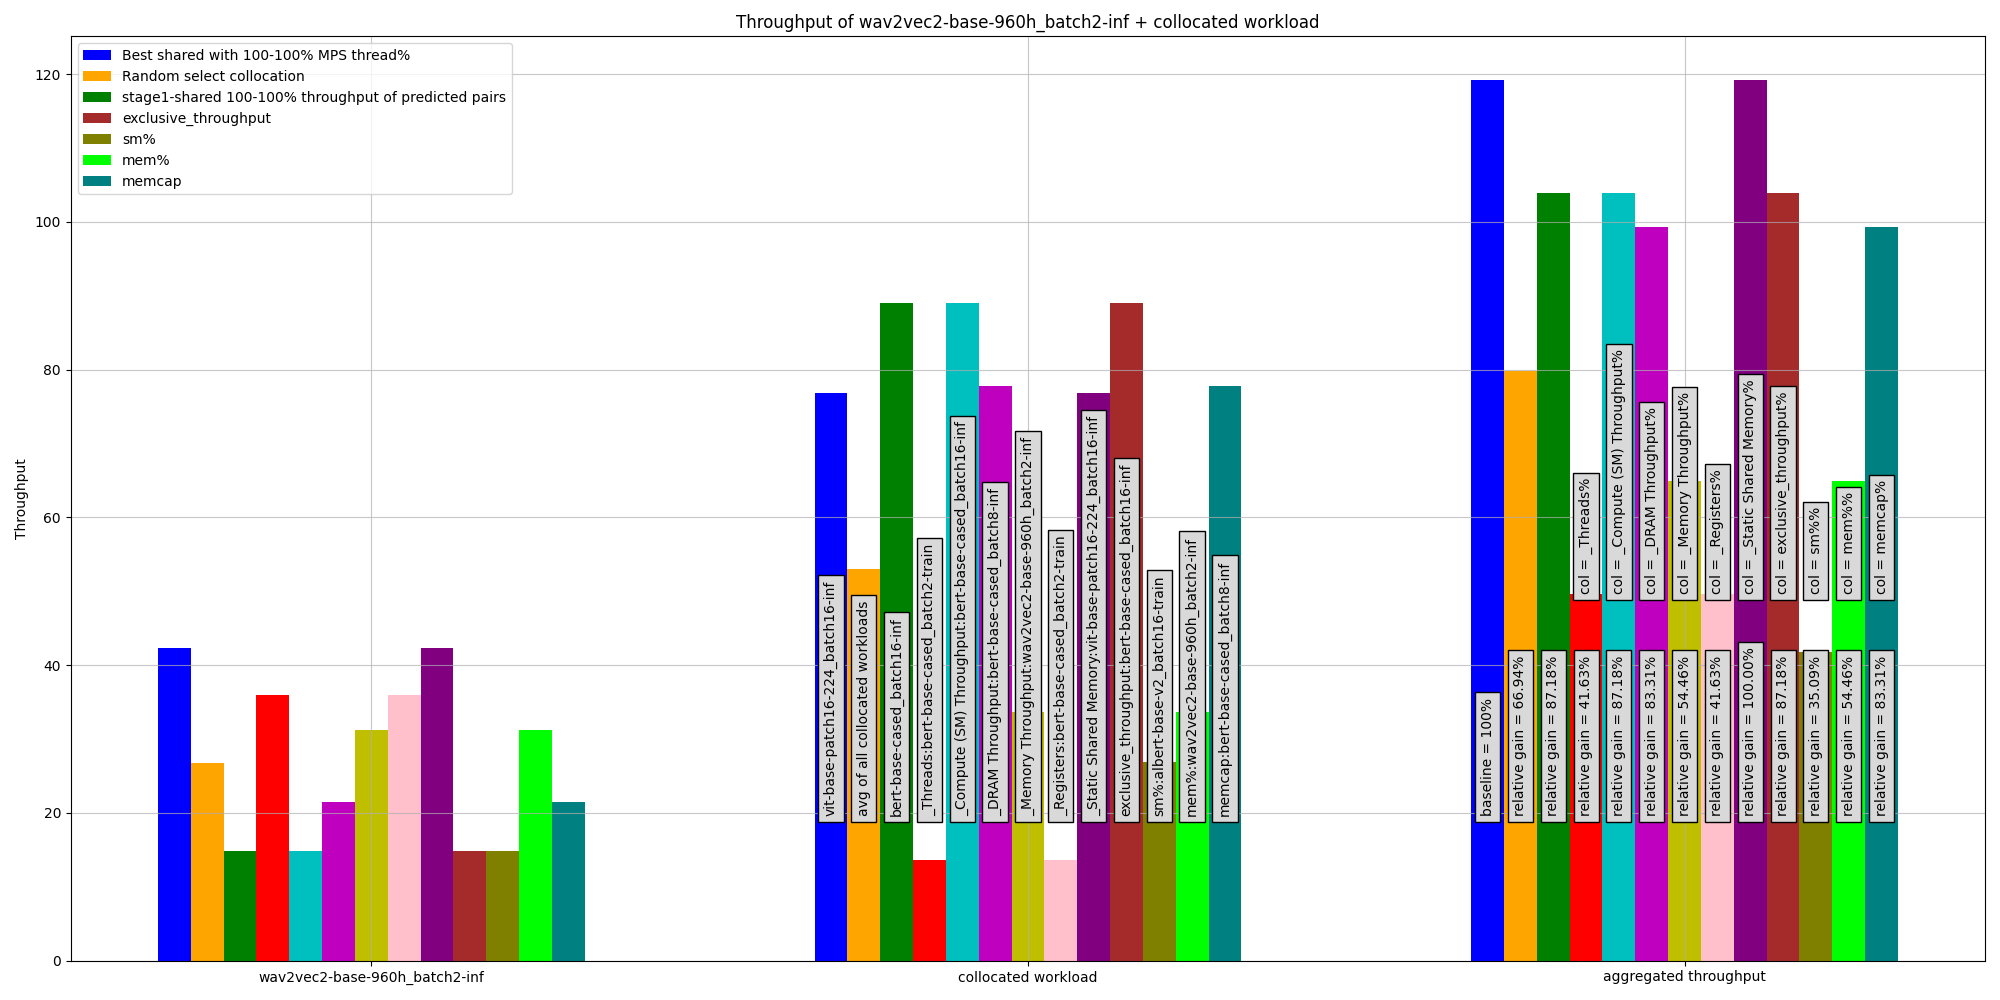 Throughput of wav2vec2-base-960h_batch2-inf + collocated workload
Best shared with 100-100% MPS thread%
Random select collocation
stage1-shared 100-100% throughput of predicted pairs
exclusive_throughput
sm%
mem%
memcap
Throughput
120
100
80
60
40
20
0
vit-base-patch16-224_batch16-inf
avg of all collocated workloads
bert-base-cased_batch16-inf
_Threads:bert-base-cased_batch2-train
_Compute (SM) Throughput:bert-base-cased_batch16-inf
_DRAM Throughput:bert-base-cased_batch8-inf
_Memory Throughput:wav2vec2-base-960h_batch2-inf
_Registers:bert-base-cased_batch2-train
_Static Shared Memory:vit-base-patch16-224_batch16-inf
exclusive_throughput:bert-base-cased_batch16-inf
sm%:albert-base-v2_batch16-train
mem%:wav2vec2-base-960h_batch2-inf
memcap:bert-base-cased_batch8-inf
col = _Threads%
col = _Compute (SM) Throughput%
col = _DRAM Throughput%
col = _Memory Throughput%
col = _Registers%
col = _Static Shared Memory%
col = exclusive_throughput%
col = sm%%
col = mem%%
col = memcap%
baseline = 100%
relative gain = 66.94%
relative gain = 87.18%
relative gain = 41.63%
relative gain = 87.18%
relative gain = 83.31%
relative gain = 54.46%
relative gain = 41.63%
relative gain = 100.00%
relative gain = 87.18%
relative gain = 35.09%
relative gain = 54.46%
relative gain = 83.31%
wav2vec2-base-960h_batch2-inf
collocated workload
aggregated throughput